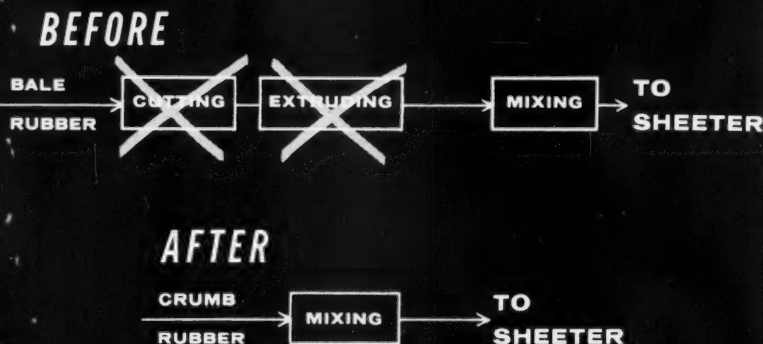 BEFORE
BALE
RUBBER
CUTTING
EXTRUDING
MIXING
TO
SHEETER
AFTER
CRUMB
RUBBER
MIXING
TO
SHEETER